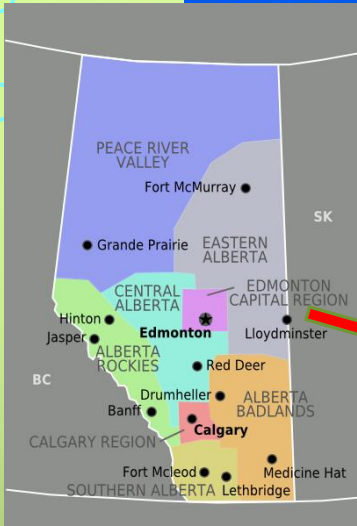 PEACE RIVER
VALLEY
Fort McMurray
SK
Grande Prairie
EASTERN
ALBERTA
CENTRAL
ALBERTA
EDMONTON
CAPITAL REGION
Hinton
Edmonton
Lloydminster
Jasper
ALBERTA
ROCKIES
Red Deer
BC
Drumheller
ALBERTA
BADLANDS
Banff
Calgary
CALGARY REGION
Fort Mcleod
Medicine Hat
SOUTHERN ALBERTA
Lethbridge